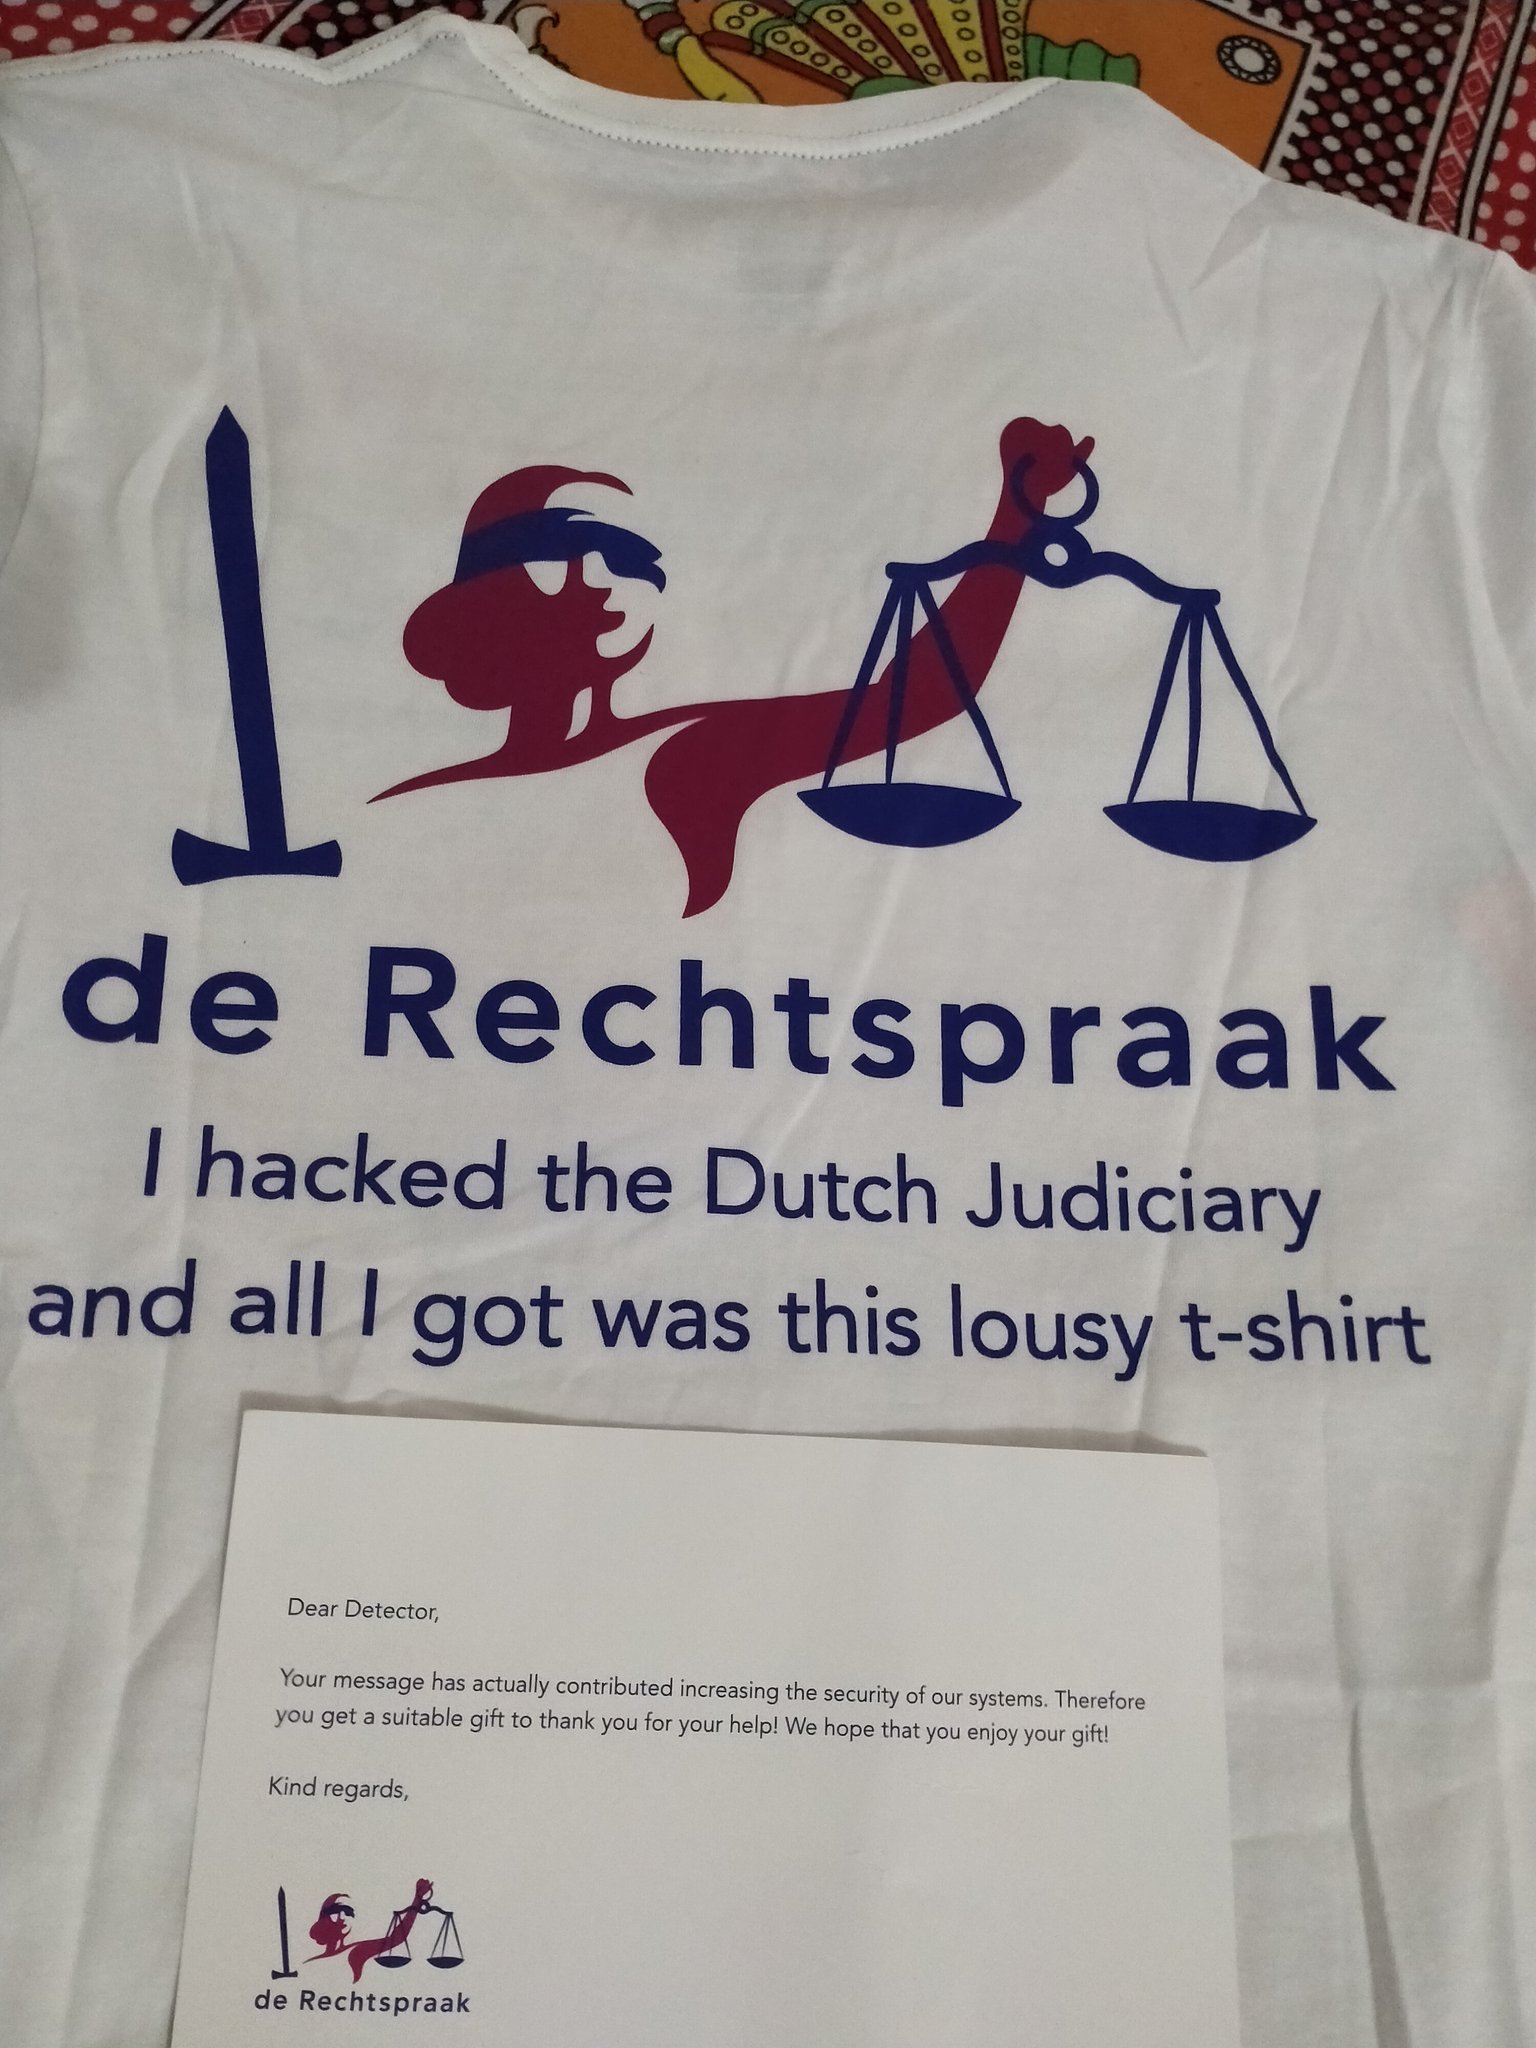 de Rechtspraak
I hacked the Dutch Judiciary
and all I got was this lousy t-shirt
Dear Detector,
Your message has actually contributed increasing the security of our systems. Therefore
you get a suitable gift to thank you for your help! We hope that you enjoy your gift!
Kind regards,
de Rechtspraak